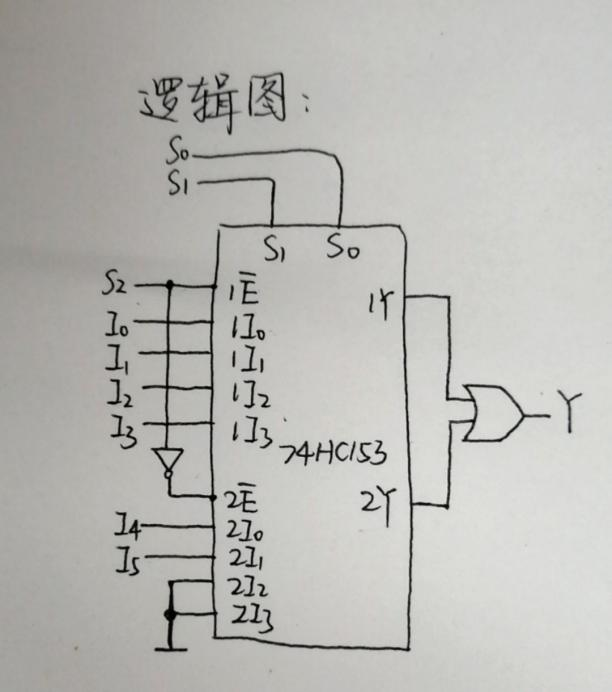 逻辑图:
S0
S1
S1 S0
S2 1E̅ 1Y
I0 1I0
I1 1I1
I2 1I2
I3 1I3
74HC153
Y
2E̅ 2Y
I4 2I0
I5 2I1
2I2
2I3